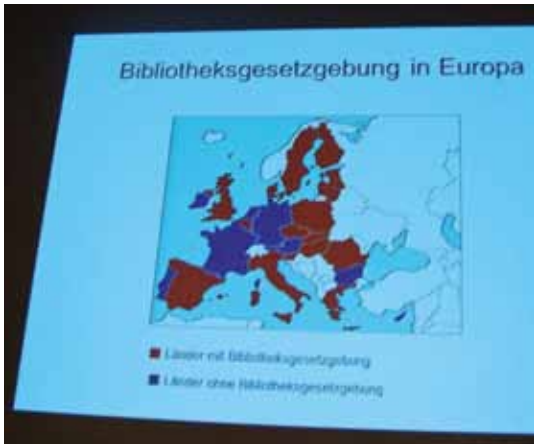 Bibliotheksgesetzgebung in Europa
Länder mit Bibliotheksgesetzgebung
Länder ohne Bibliotheksgesetzgebung